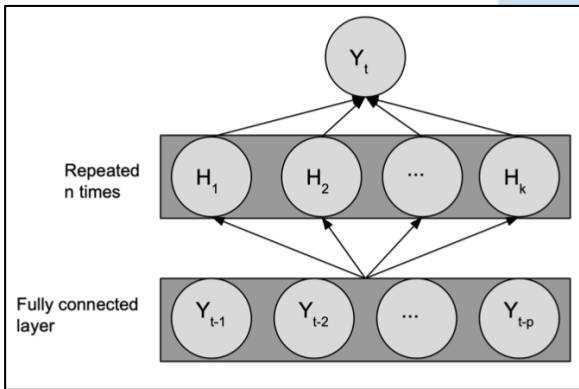 Y_t
Repeated
n times
H_1 H_2 ... H_k
Fully connected
layer
Y_t-1 Y_t-2 ... Y_t-p